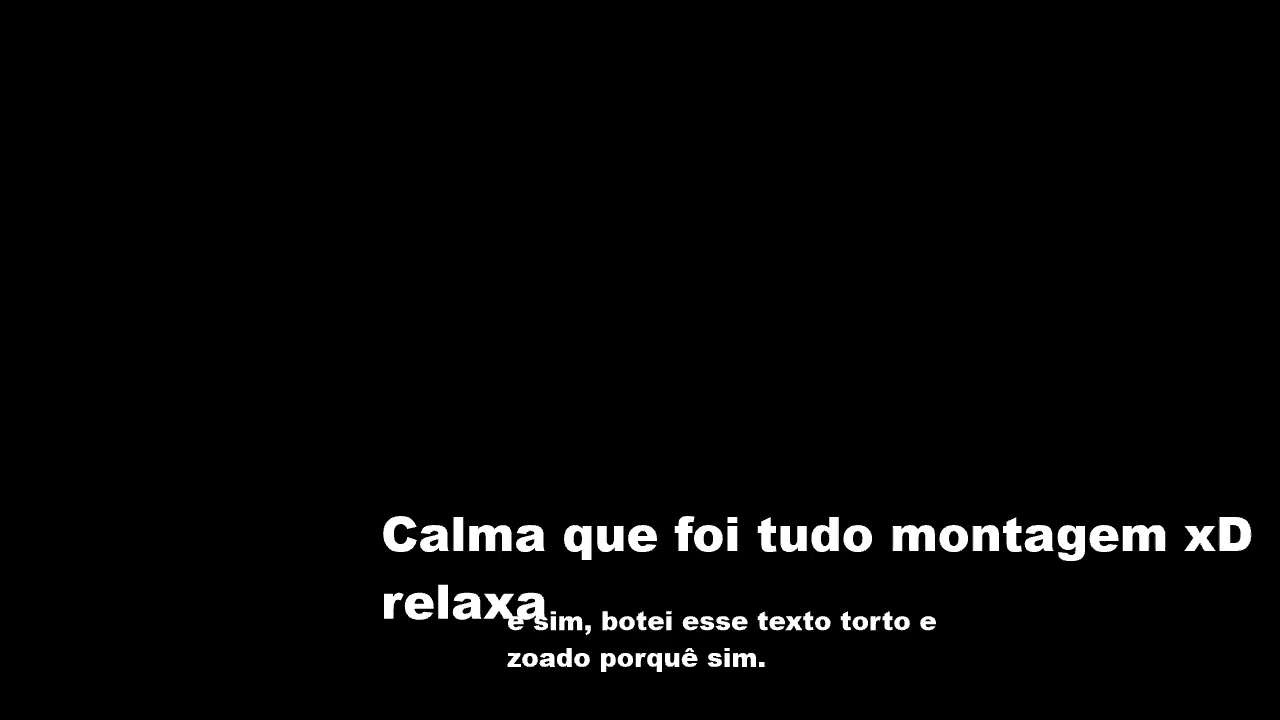 Calma que foi tudo montagem xD
relaxa
e sim, botei esse texto torto e
zoado porquê sim.